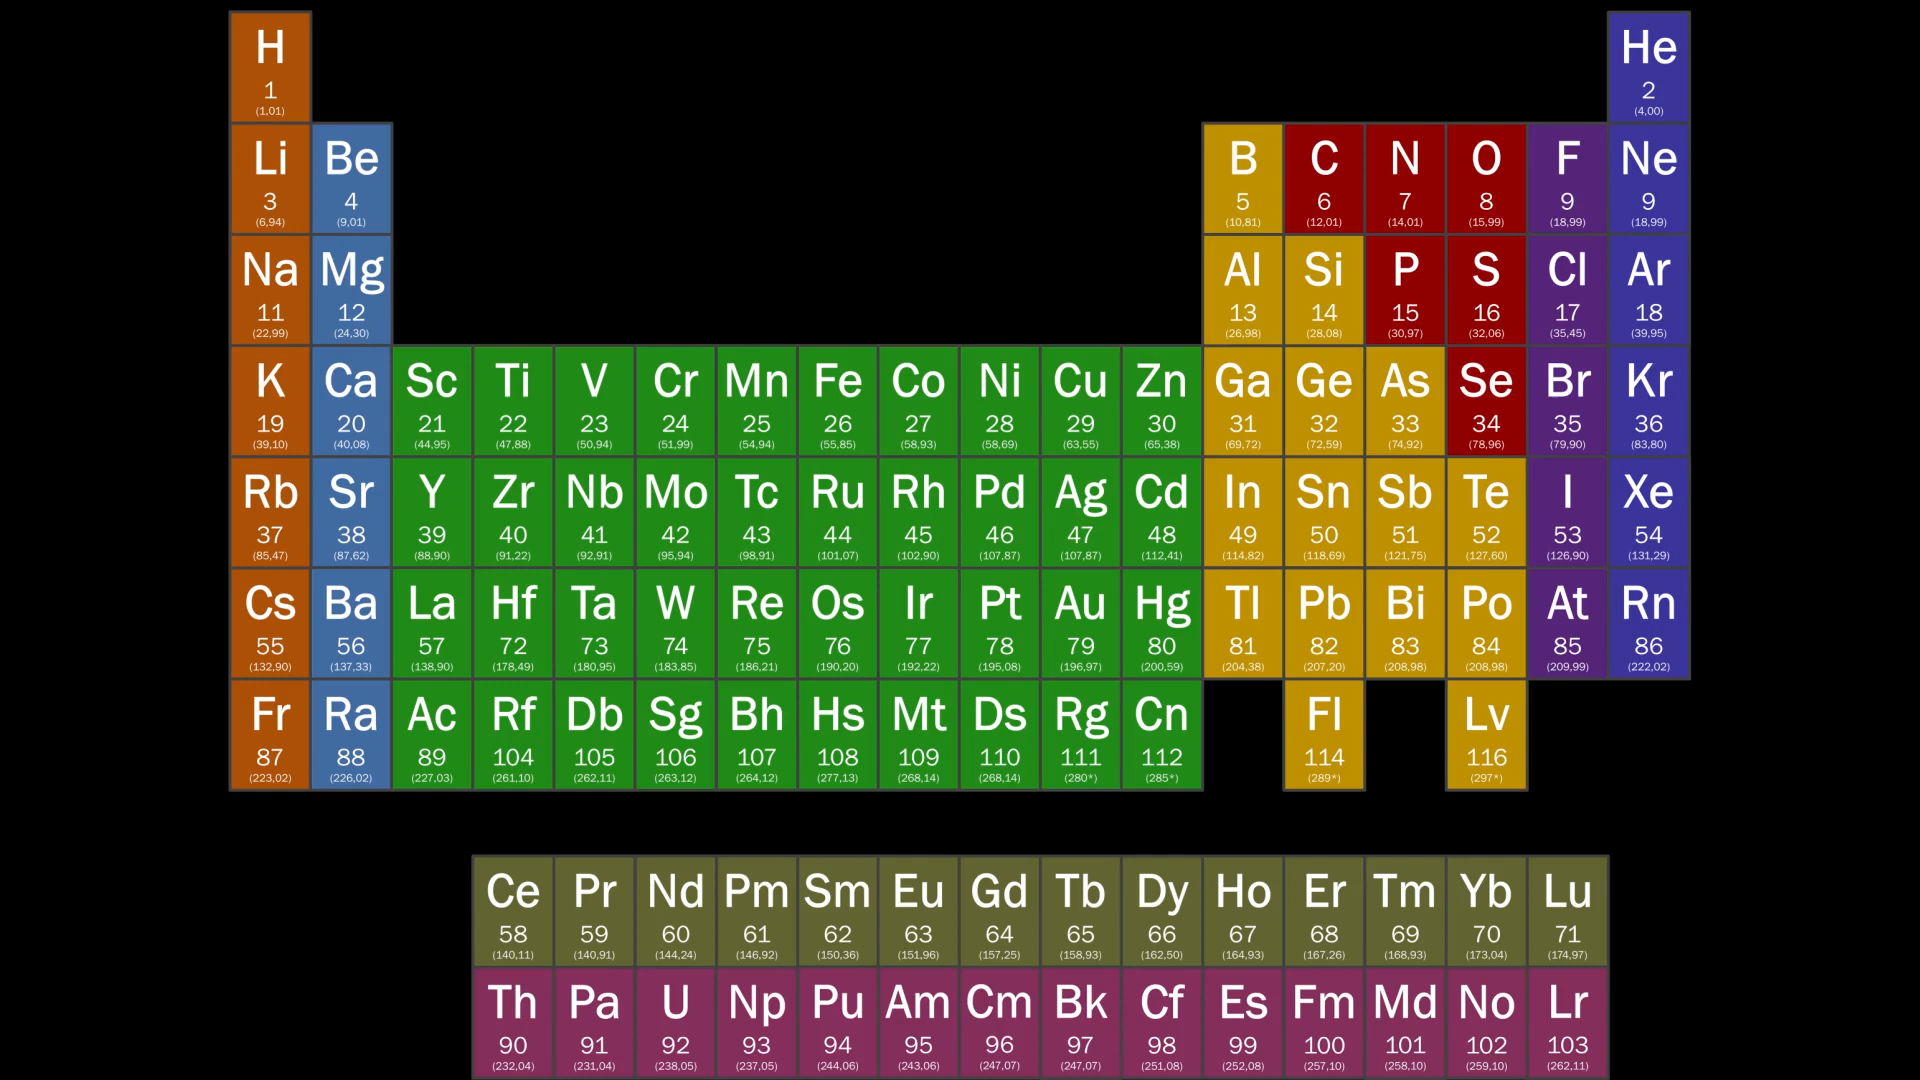 H He
1 2
(1,01) (4,00)
Li Be B C N O F Ne
3 4 5 6 7 8 9 9
(6,94) (9,01) (10,81) (12,01) (14,01) (15,99) (18,99) (18,99)
Na Mg Al Si P S Cl Ar
11 12 13 14 15 16 17 18
(22,99) (24,30) (26,98) (28,08) (30,97) (32,06) (35,45) (39,95)
K Ca Sc Ti V Cr Mn Fe Co Ni Cu Zn Ga Ge As Se Br Kr
19 20 21 22 23 24 25 26 27 28 29 30 31 32 33 34 35 36
(39,10) (40,08) (44,95) (47,88) (50,94) (51,99) (54,94) (55,85) (58,93) (58,69) (63,55) (65,38) (69,72) (72,59) (74,92) (78,96) (79,90) (83,80)
Rb Sr Y Zr Nb Mo Tc Ru Rh Pd Ag Cd In Sn Sb Te I Xe
37 38 39 40 41 42 43 44 45 46 47 48 49 50 51 52 53 54
(85,47) (87,62) (88,90) (91,22) (92,91) (95,94) (98,91) (101,07) (102,90) (107,87) (107,87) (112,41) (114,82) (118,69) (121,75) (127,60) (126,90) (131,29)
Cs Ba La Hf Ta W Re Os Ir Pt Au Hg Tl Pb Bi Po At Rn
55 56 57 72 73 74 75 76 77 78 79 80 81 82 83 84 85 86
(132,90) (137,33) (138,90) (178,49) (180,95) (183,85) (186,21) (190,20) (192,22) (195,08) (196,97) (200,59) (204,38) (207,20) (208,98) (208,98) (209,99) (222,02)
Fr Ra Ac Rf Db Sg Bh Hs Mt Ds Rg Cn Fl Lv
87 88 89 104 105 106 107 108 109 110 111 112 114 116
(223,02) (226,02) (227,03) (261,10) (262,11) (263,12) (264,12) (277,13) (268,14) (268,14) (280*) (285*) (289*) (297*)
Ce Pr Nd Pm Sm Eu Gd Tb Dy Ho Er Tm Yb Lu
58 59 60 61 62 63 64 65 66 67 68 69 70 71
(140,11) (140,91) (144,24) (146,92) (150,36) (151,96) (157,25) (158,93) (162,50) (164,93) (167,26) (168,93) (173,04) (174,97)
Th Pa U Np Pu Am Cm Bk Cf Es Fm Md No Lr
90 91 92 93 94 95 96 97 98 99 100 101 102 103
(232,04) (231,04) (238,05) (237,05) (244,06) (243,06) (247,07) (247,07) (251,08) (252,08) (257,10) (258,10) (259,10) (262,11)